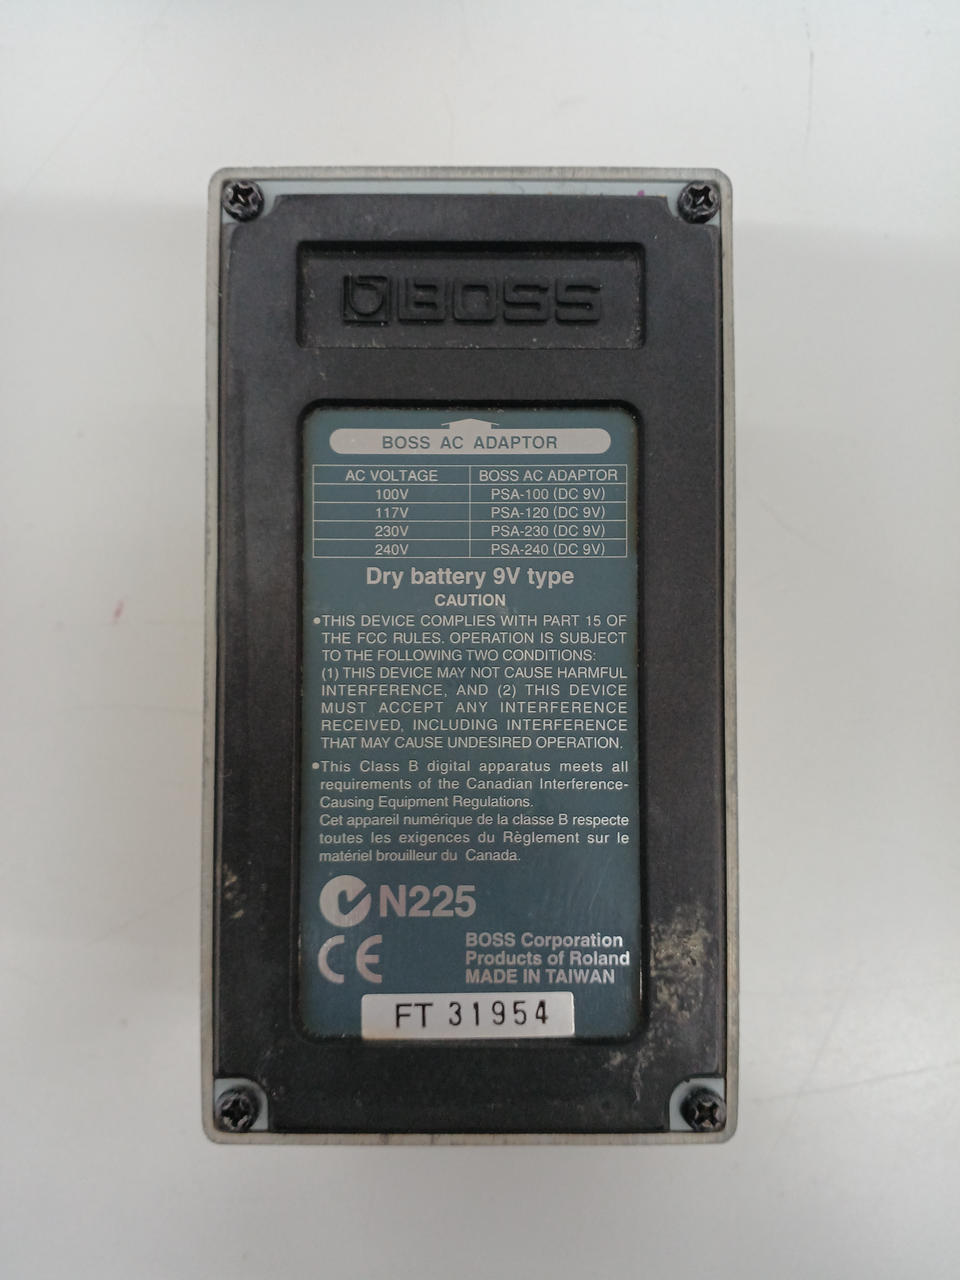 BOSS
BOSS AC ADAPTOR
AC VOLTAGE BOSS AC ADAPTOR
100V PSA-100 (DC 9V)
117V PSA-120 (DC 9V)
230V PSA-230 (DC 9V)
240V PSA-240 (DC 9V)
Dry battery 9V type
CAUTION
•THIS DEVICE COMPLIES WITH PART 15 OF
THE FCC RULES. OPERATION IS SUBJECT
TO THE FOLLOWING TWO CONDITIONS:
(1) THIS DEVICE MAY NOT CAUSE HARMFUL
INTERFERENCE, AND (2) THIS DEVICE
MUST ACCEPT ANY INTERFERENCE
RECEIVED, INCLUDING INTERFERENCE
THAT MAY CAUSE UNDESIRED OPERATION.
•This Class B digital apparatus meets all
requirements of the Canadian Interference-
Causing Equipment Regulations.
Cet appareil numérique de la classe B respecte
toutes les exigences du Règlement sur le
matériel brouilleur du Canada.
N225
CE
BOSS Corporation
Products of Roland
MADE IN TAIWAN
FT 31954